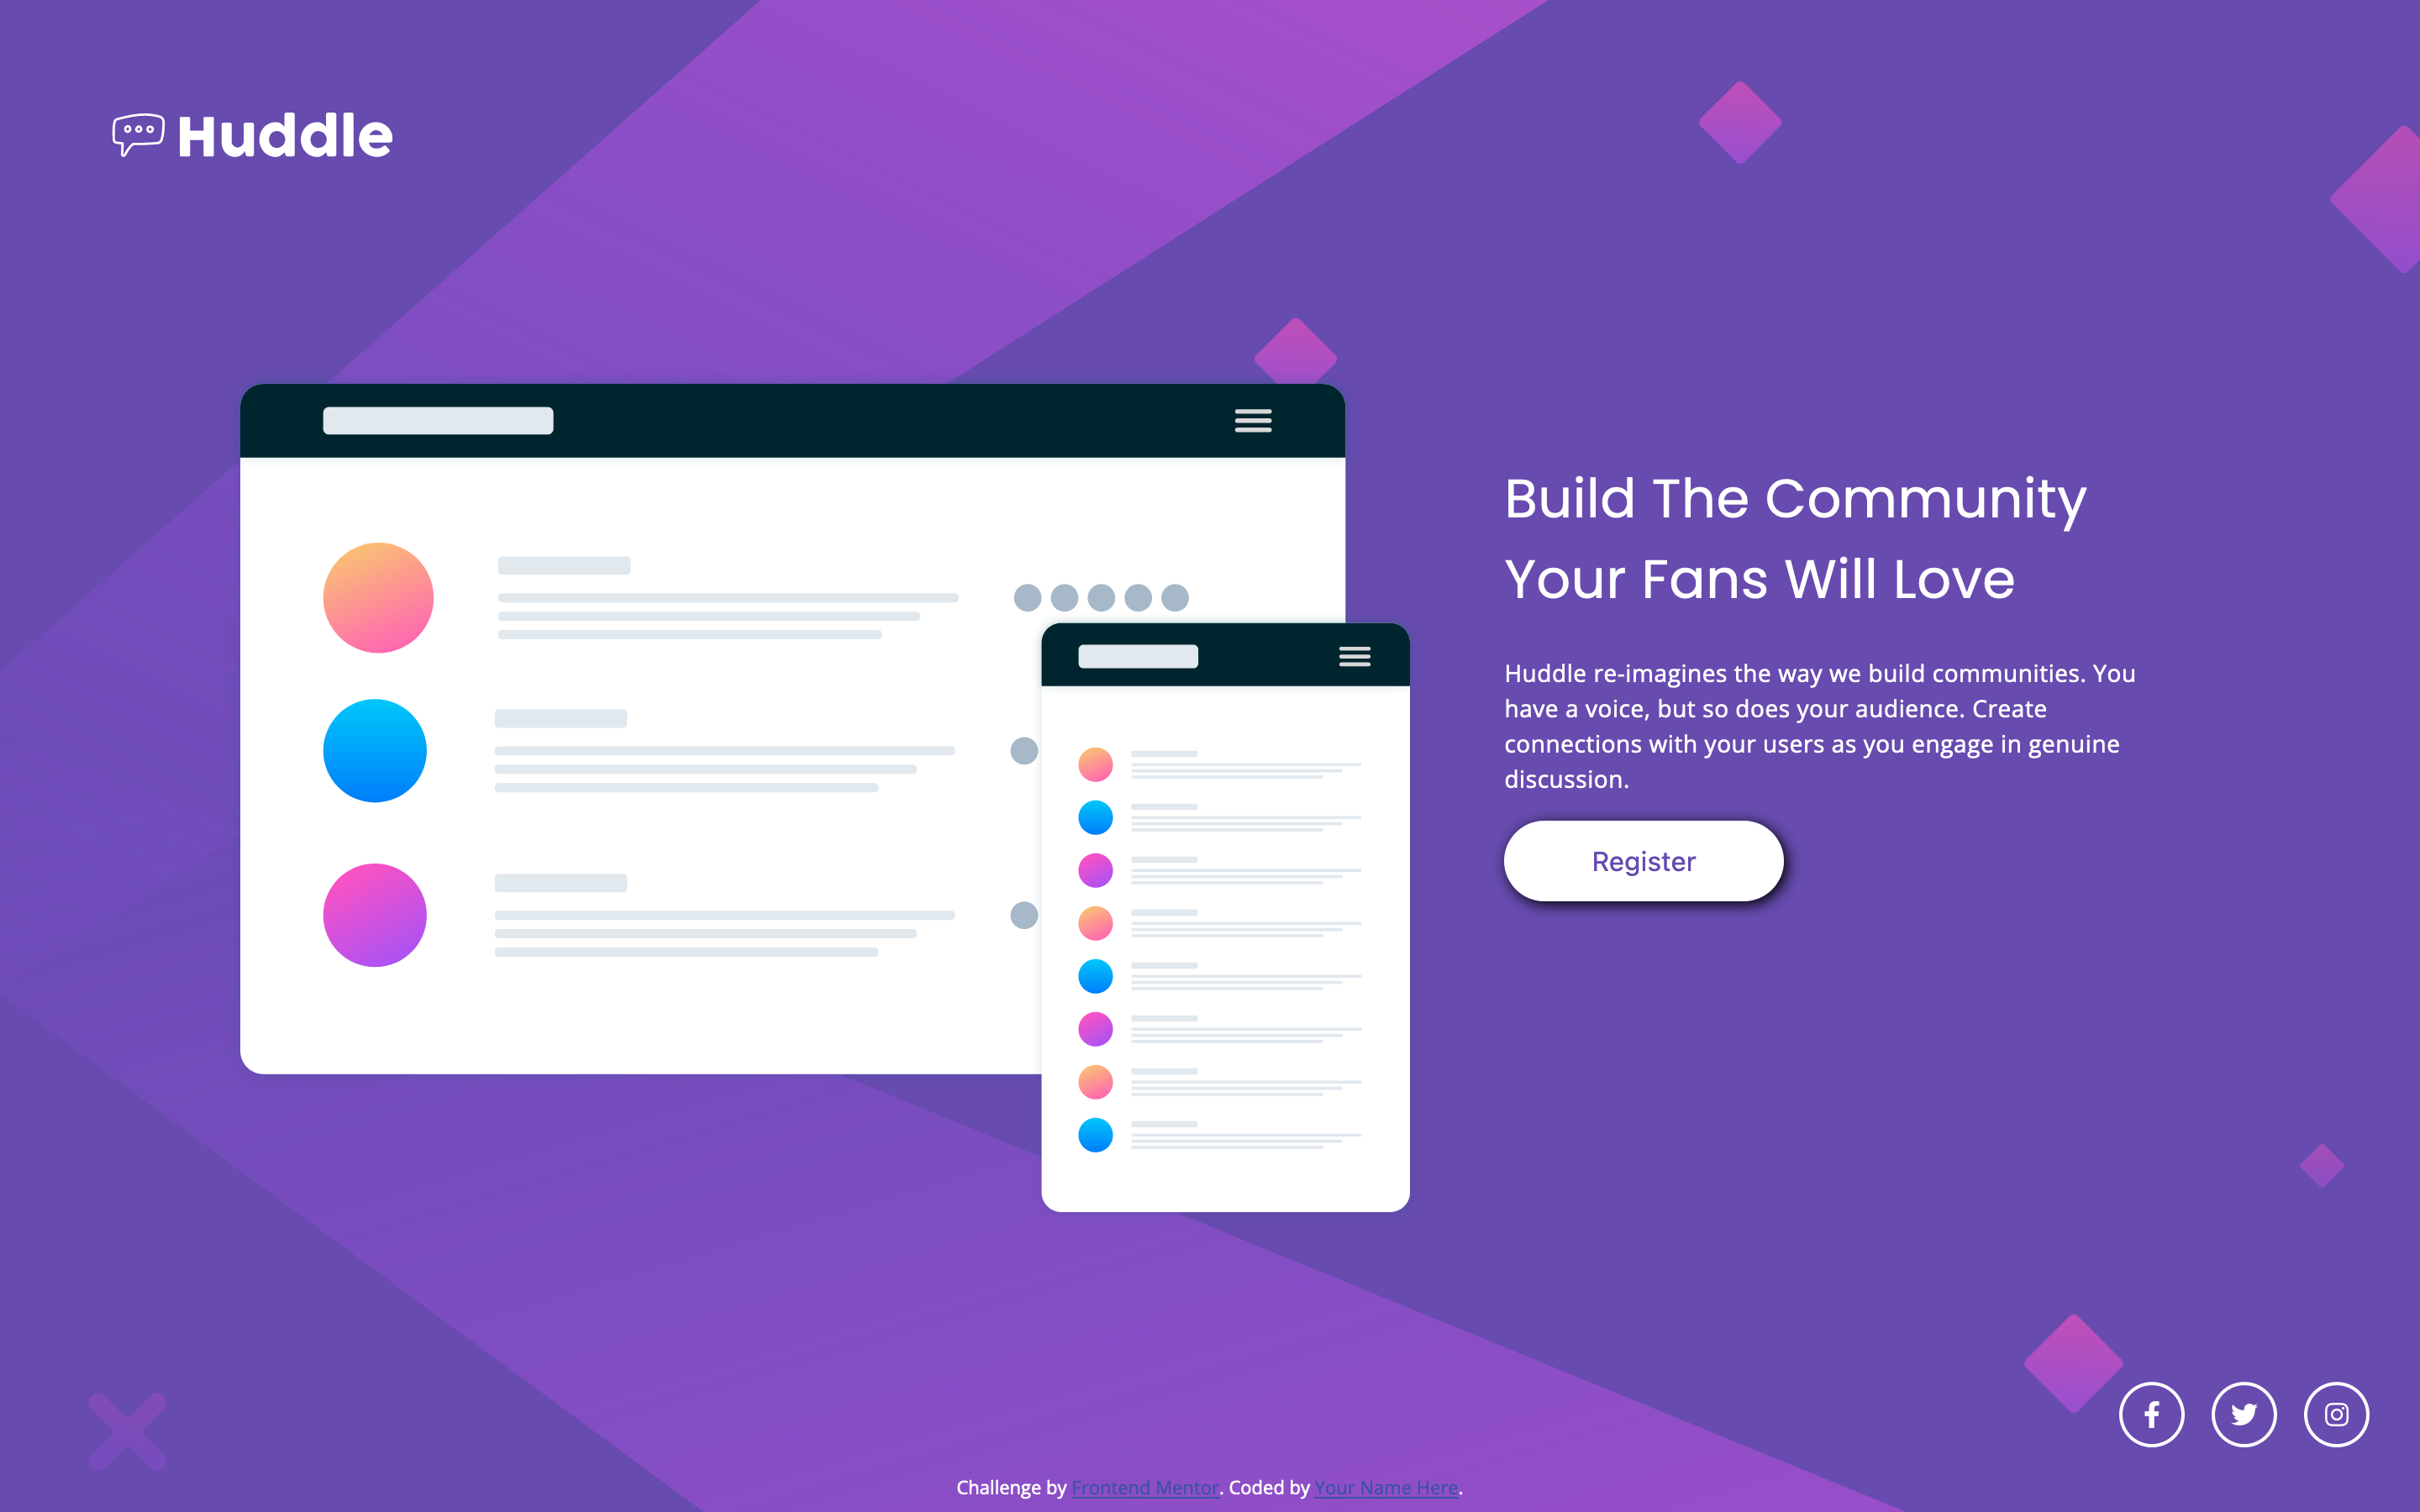 Huddle
Build The Community
Your Fans Will Love
Huddle re-imagines the way we build communities. You
have a voice, but so does your audience. Create
connections with your users as you engage in genuine
discussion.
Register
Challenge by Frontend Mentor. Coded by Your Name Here.